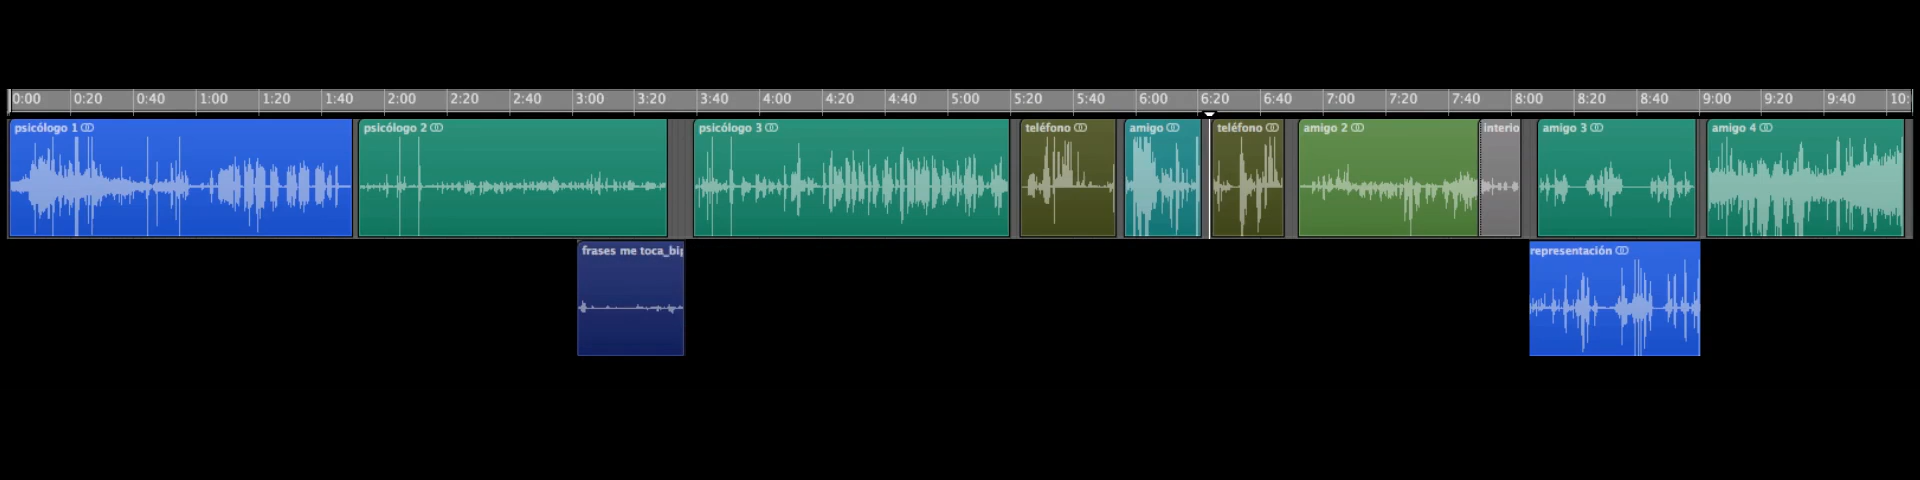 0:00 0:20 0:40 1:00 1:20 1:40 2:00 2:20 2:40 3:00 3:20 3:40 4:00 4:20 4:40 5:00 5:20 5:40 6:00 6:20 6:40 7:00 7:20 7:40 8:00 8:20 8:40 9:00 9:20 9:40 10:
psicólogo 1 psicólogo 2 psicólogo 3 teléfono amigo teléfono amigo 2 interio amigo 3 amigo 4
frases me toca_bip representación